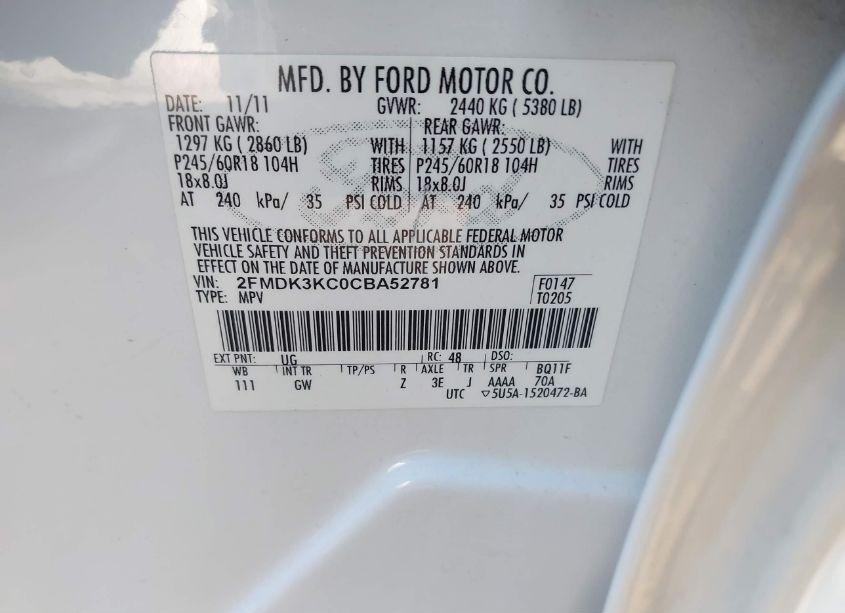 MFD. BY FORD MOTOR CO.
DATE: 11/11 GVWR: 2440 KG ( 5380 LB)
FRONT GAWR: REAR GAWR:
1297 KG ( 2860 LB) WITH 1157 KG ( 2550 LB) WITH
P245/60R18 104H TIRES P245/60R18 104H TIRES
18x8.0J RIMS 18x8.0J RIMS
AT 240 kPa/ 35 PSI COLD AT 240 kPa/ 35 PSI COLD
THIS VEHICLE CONFORMS TO ALL APPLICABLE FEDERAL MOTOR
VEHICLE SAFETY AND THEFT PREVENTION STANDARDS IN
EFFECT ON THE DATE OF MANUFACTURE SHOWN ABOVE.
VIN: 2FMDK3KC0CBA52781 F0147
TYPE: MPV T0205
EXT PNT: UG RC: 48 DSO:
WB INT TR TP/PS R AXLE TR SPR BQ11F
111 GW Z 3E J AAAA 70A
UTC ▽5U5A-1520472-BA